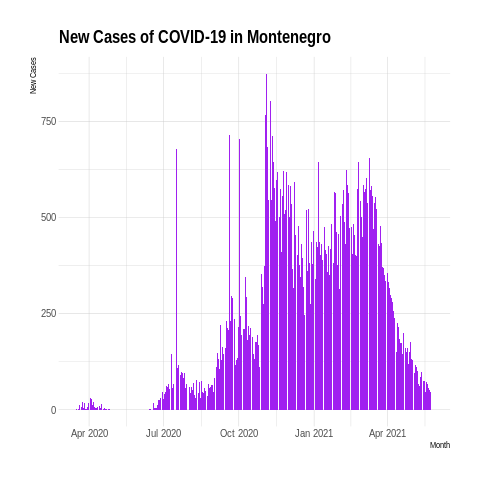 New Cases of COVID-19 in Montenegro
New Cases
750
500
250
0
Apr 2020 Jul 2020 Oct 2020 Jan 2021 Apr 2021
Month